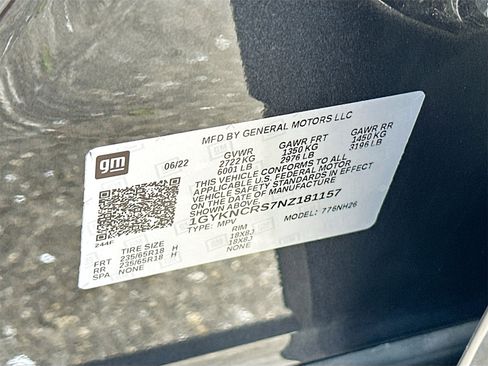 MFD BY GENERAL MOTORS LLC
gm
06/22 GVWR GAWR FRT GAWR RR
2722 KG 1350 KG 1450 KG
6001 LB 2976 LB 3196 LB
THIS VEHICLE CONFORMS TO ALL
APPLICABLE U.S. FEDERAL MOTOR
VEHICLE SAFETY STANDARDS IN EFFECT
ON THE DATE OF MANUFACTURE
SHOWN ABOVE.
1GYKNCRS7NZ181157
TYPE: MPV MODEL: 776NH26
244F
TIRE SIZE RIM
FRT 235/65R18 H 18X8J
RR 235/65R18 H 18X8J
SPA NONE NONE